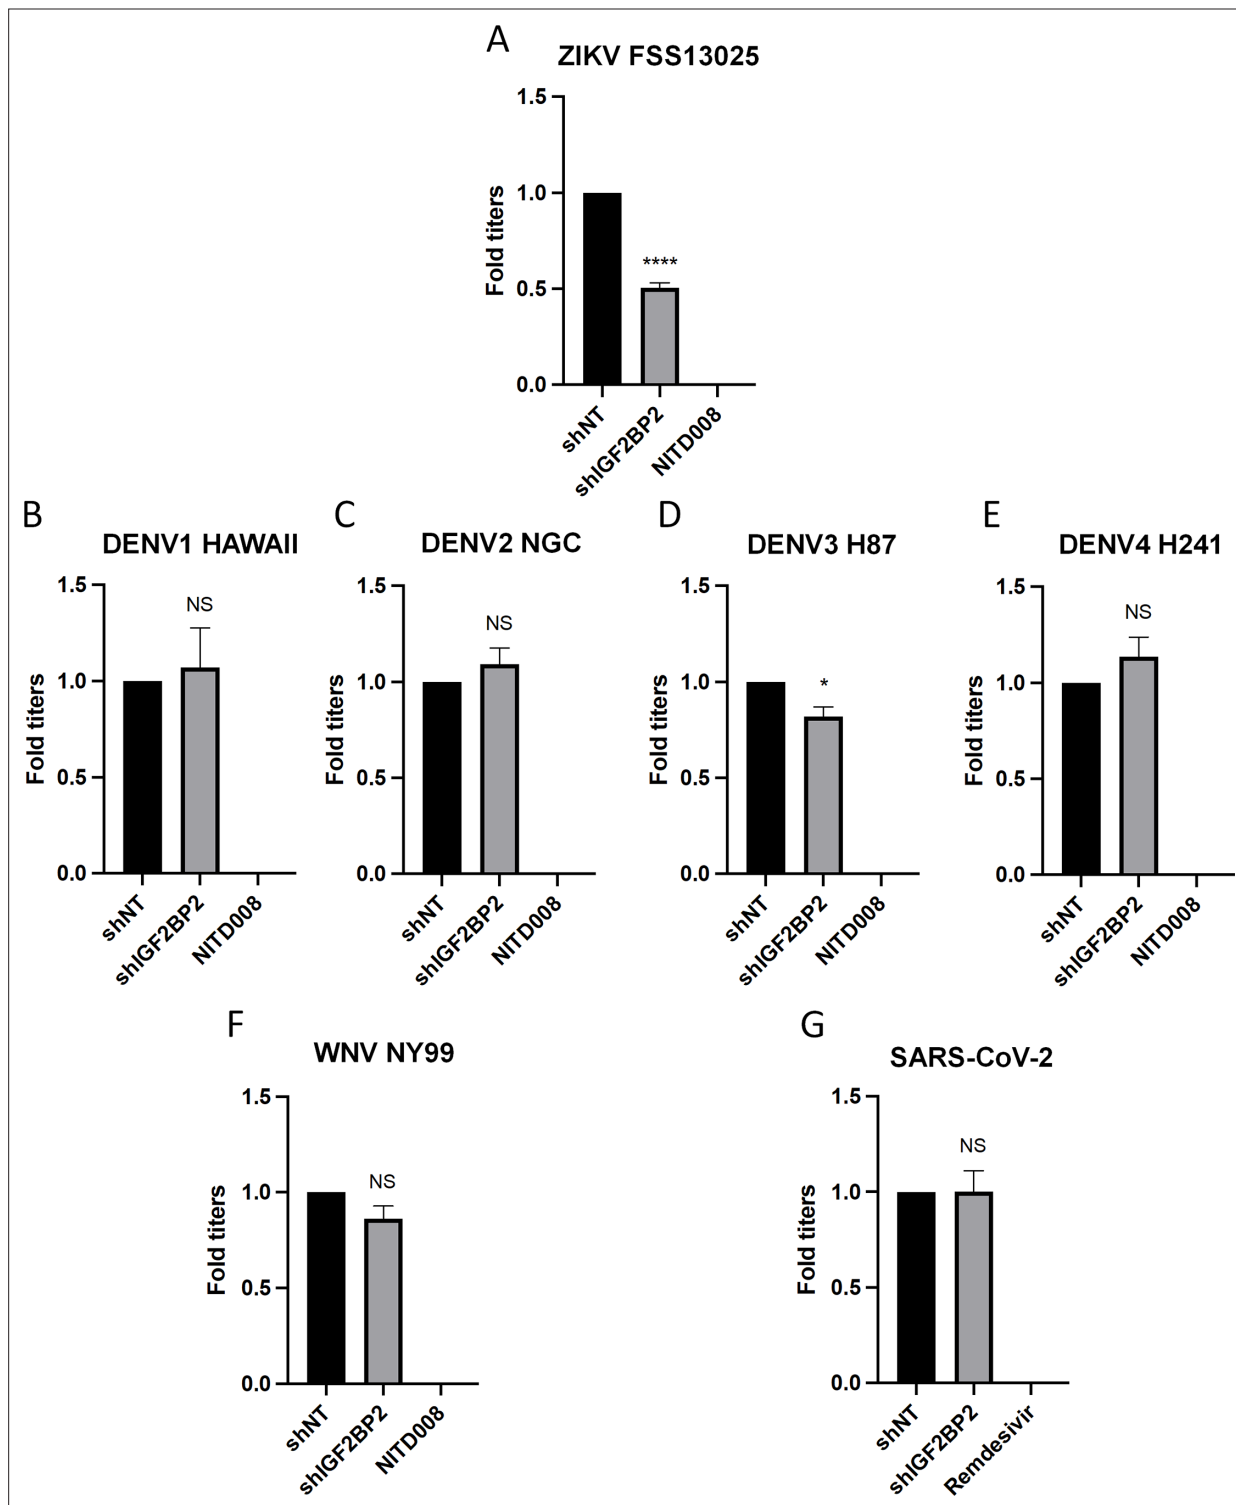 A
ZIKV FSS13025
1.5
1.0
0.5
0.0
Fold titers
****
shNT
shIGF2BP2
NITD008
B
DENV1 HAWAII
1.5
1.0
0.5
0.0
Fold titers
NS
shNT
shIGF2BP2
NITD008
C
DENV2 NGC
1.5
1.0
0.5
0.0
Fold titers
NS
shNT
shIGF2BP2
NITD008
D
DENV3 H87
1.5
1.0
0.5
0.0
Fold titers
*
shNT
shIGF2BP2
NITD008
E
DENV4 H241
1.5
1.0
0.5
0.0
Fold titers
NS
shNT
shIGF2BP2
NITD008
F
WNV NY99
1.5
1.0
0.5
0.0
Fold titers
NS
shNT
shIGF2BP2
NITD008
G
SARS-CoV-2
1.5
1.0
0.5
0.0
Fold titers
NS
shNT
shIGF2BP2
Remdesivir